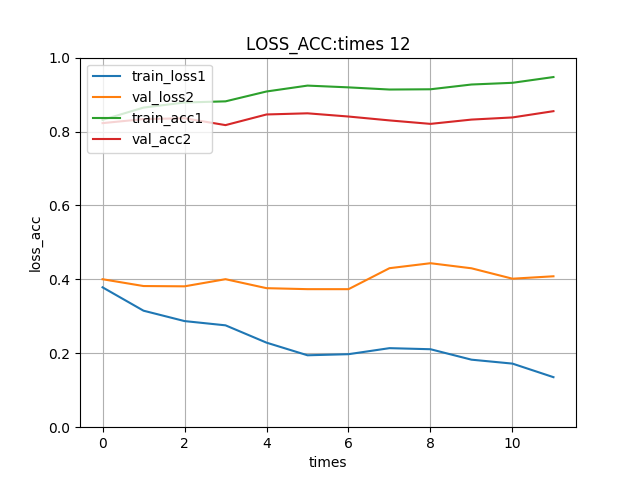 LOSS_ACC:times 12
train_loss1
val_loss2
train_acc1
val_acc2
loss_acc
1.0
0.8
0.6
0.4
0.2
0.0
0 2 4 6 8 10
times